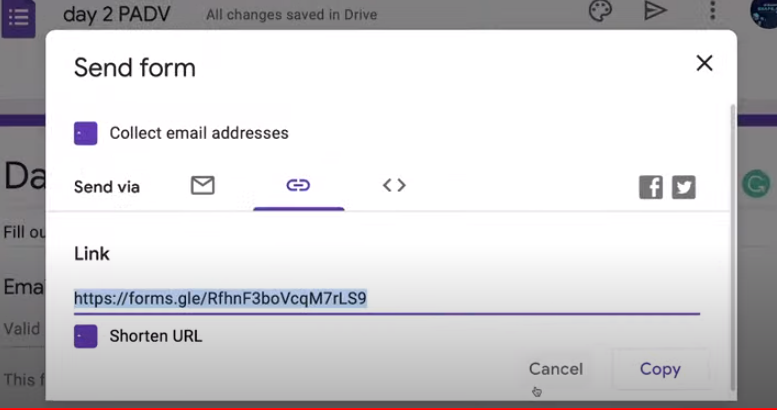 day 2 PADV All changes saved in Drive
Send form
Collect email addresses
Da
Send via
Fill ou
Link
Ema
https://forms.gle/RfhnF3boVcqM7rLS9
Valid
Shorten URL
This f
Cancel Copy